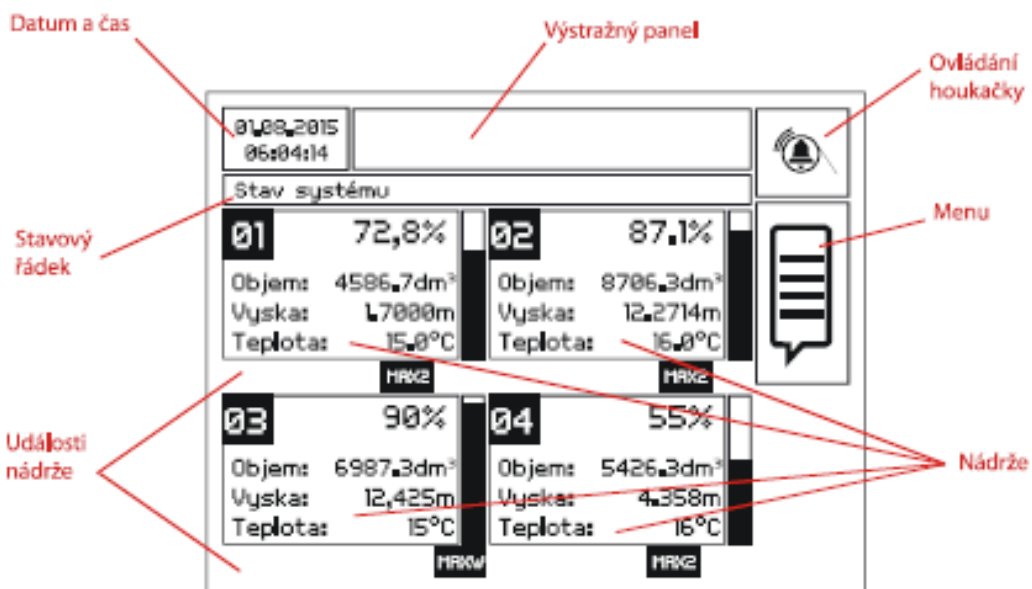 Datum a čas
Výstražný panel
Ovládání
houkačky
01.08.2015
06:04:14
Stav systému
Stavový
řádek
Menu
01 72,8%
Objem: 4586.7dm³
Vyska: 1.7000m
Teplota: 15.0°C
MAX2
02 87.1%
Objem: 8706.3dm³
Vyska: 12.2714m
Teplota: 16.0°C
MAX2
Události
nádrže
03 90%
Objem: 6987.3dm³
Vyska: 12,425m
Teplota: 15°C
MAXW
04 55%
Objem: 5426.3dm³
Vyska: 4.358m
Teplota: 16°C
MAX2
Nádrže